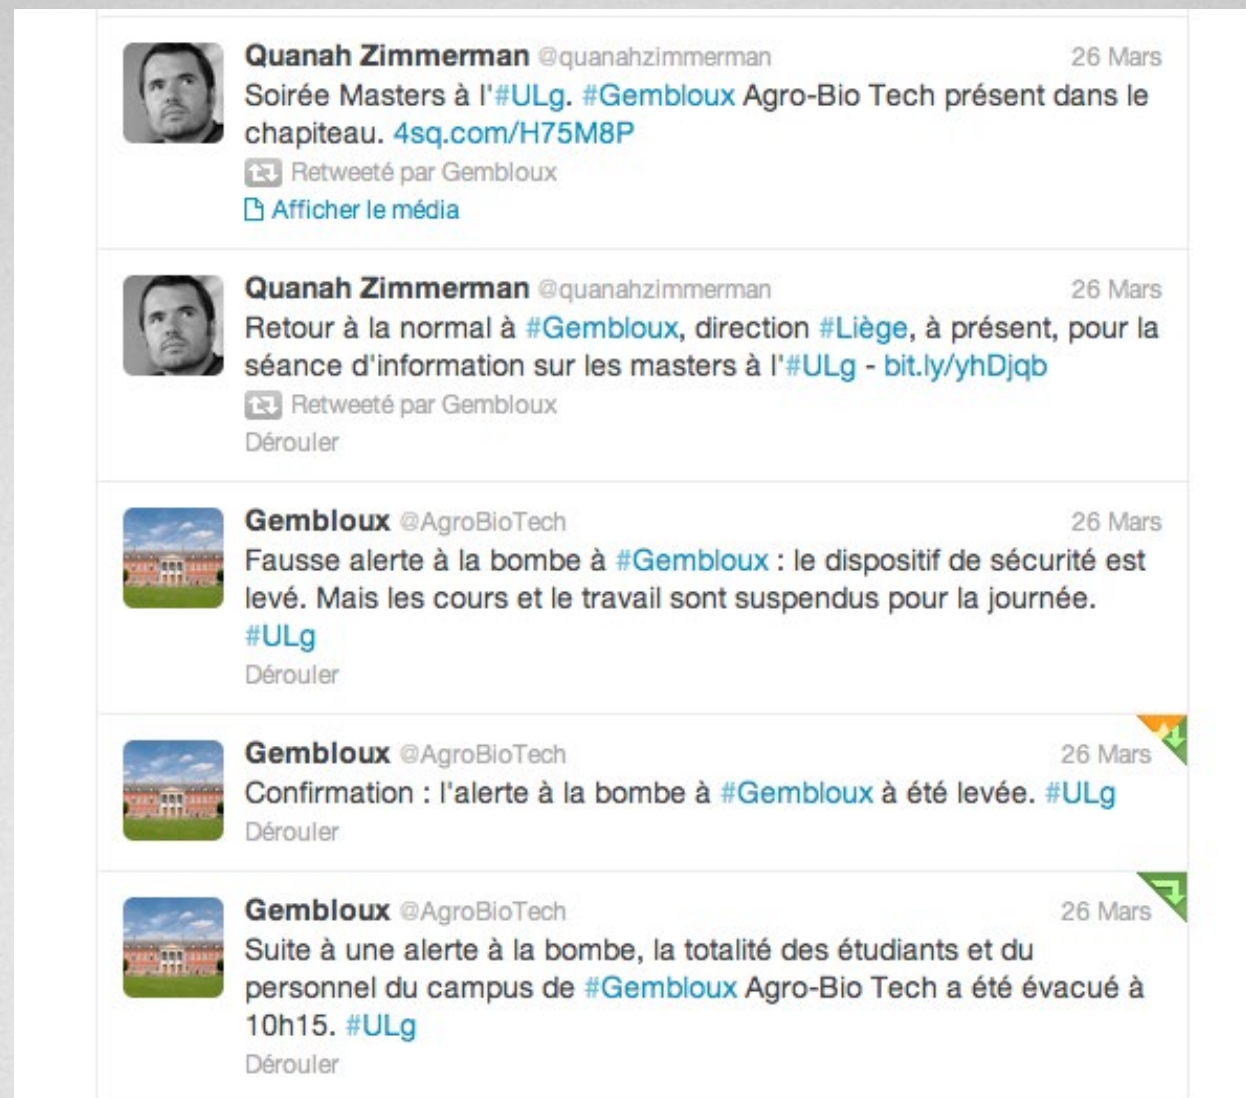 Quanah Zimmerman @quanahzimmerman 26 Mars
Soirée Masters à l'#ULg. #Gembloux Agro-Bio Tech présent dans le
chapiteau. 4sq.com/H75M8P
Retweeté par Gembloux
Afficher le média
Quanah Zimmerman @quanahzimmerman 26 Mars
Retour à la normal à #Gembloux, direction #Liège, à présent, pour la
séance d'information sur les masters à l'#ULg - bit.ly/yhDjqb
Retweeté par Gembloux
Dérouler
Gembloux @AgroBioTech 26 Mars
Fausse alerte à la bombe à #Gembloux : le dispositif de sécurité est
levé. Mais les cours et le travail sont suspendus pour la journée.
#ULg
Dérouler
Gembloux @AgroBioTech 26 Mars
Confirmation : l'alerte à la bombe à #Gembloux à été levée. #ULg
Dérouler
Gembloux @AgroBioTech 26 Mars
Suite à une alerte à la bombe, la totalité des étudiants et du
personnel du campus de #Gembloux Agro-Bio Tech a été évacué à
10h15. #ULg
Dérouler